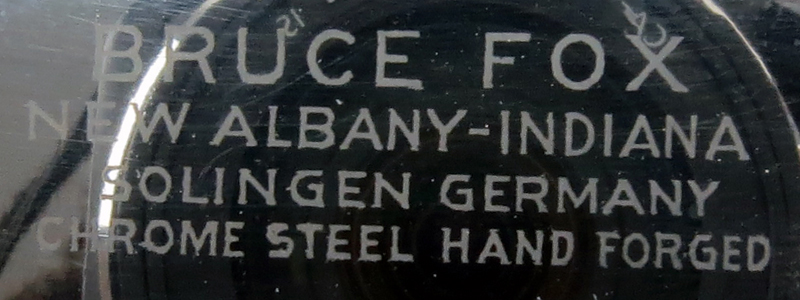 BRUCE FOX
NEW ALBANY-INDIANA
SOLINGEN GERMANY
CHROME STEEL HAND FORGED